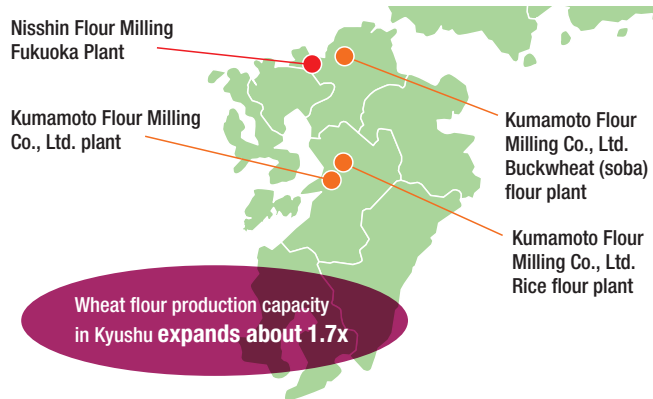 Nisshin Flour Milling
Fukuoka Plant
Kumamoto Flour Milling
Co., Ltd. plant
Kumamoto Flour
Milling Co., Ltd.
Buckwheat (soba)
flour plant
Kumamoto Flour
Milling Co., Ltd.
Rice flour plant
Wheat flour production capacity
in Kyushu expands about 1.7x